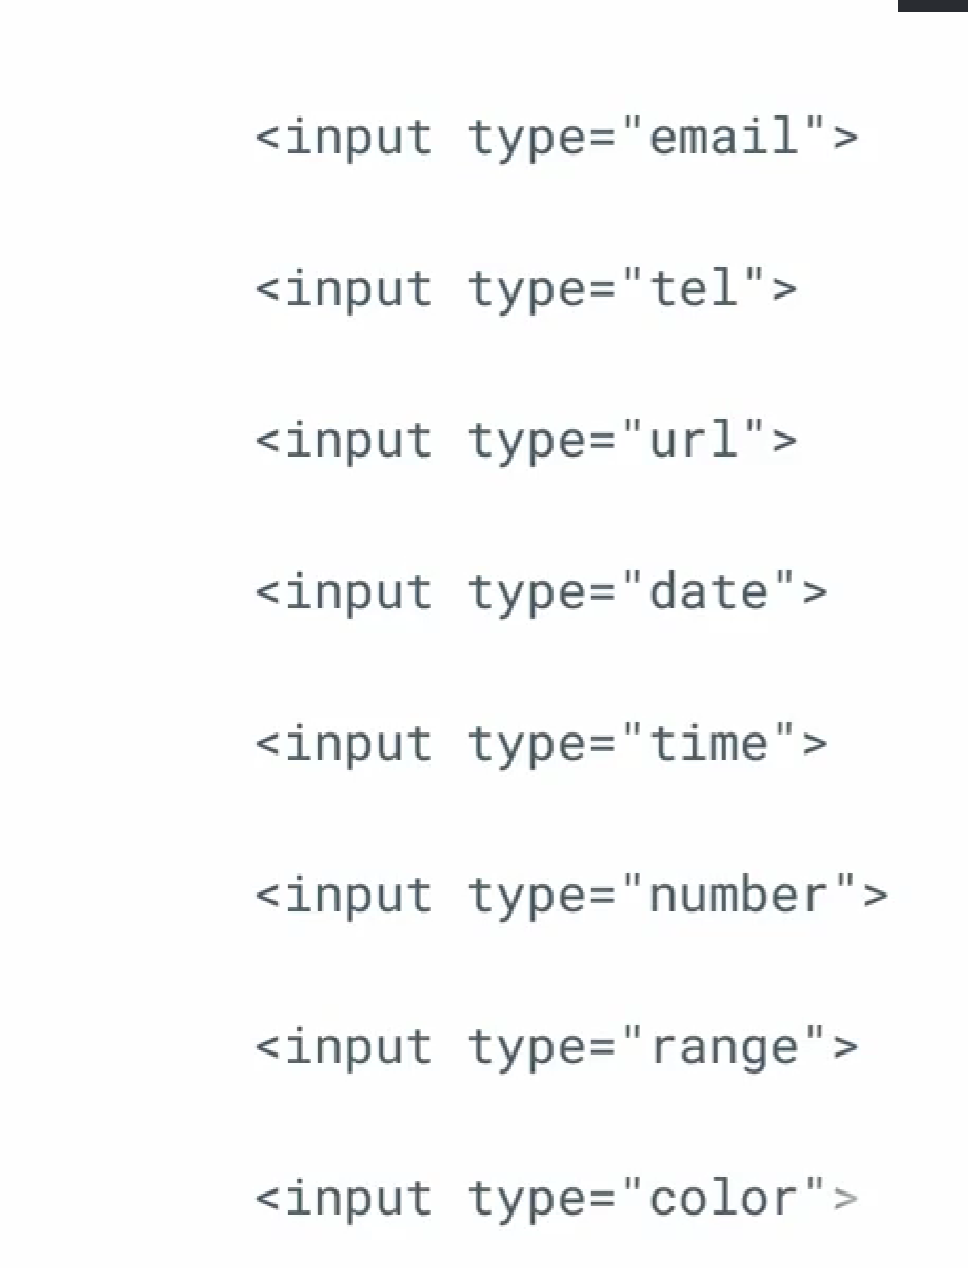 <input type="email">
<input type="tel">
<input type="url">
<input type="date">
<input type="time">
<input type="number">
<input type="range">
<input type="color">